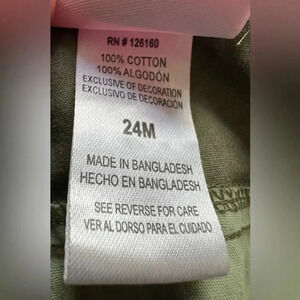 RN # 126160
100% COTTON
100% ALGODÓN
EXCLUSIVE OF DECORATION
EXCLUSIVO DE DECORACIÓN
24M
MADE IN BANGLADESH
HECHO EN BANGLADESH
SEE REVERSE FOR CARE
VER AL DORSO PARA EL CUIDADO